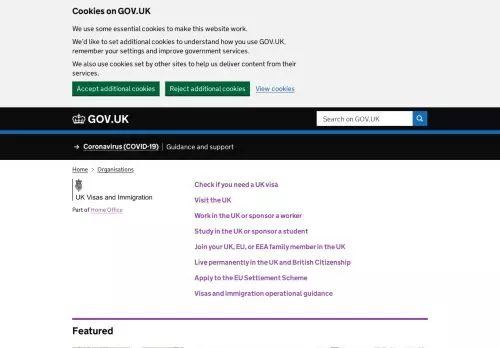 Cookies on GOV.UK
We use some essential cookies to make this website work.
We'd like to set additional cookies to understand how you use GOV.UK,
remember your settings and improve government services.
We also use cookies set by other sites to help us deliver content from their
services.
Accept additional cookies Reject additional cookies View cookies
GOV.UK Search on GOV.UK
→ Coronavirus (COVID-19) | Guidance and support
Home > Organisations
UK Visas and Immigration
Part of Home Office
Check if you need a UK visa
Visit the UK
Work in the UK or sponsor a worker
Study in the UK or sponsor a student
Join your UK, EU, or EEA family member in the UK
Live permanently in the UK and British Citizenship
Apply to the EU Settlement Scheme
Visas and immigration operational guidance
Featured